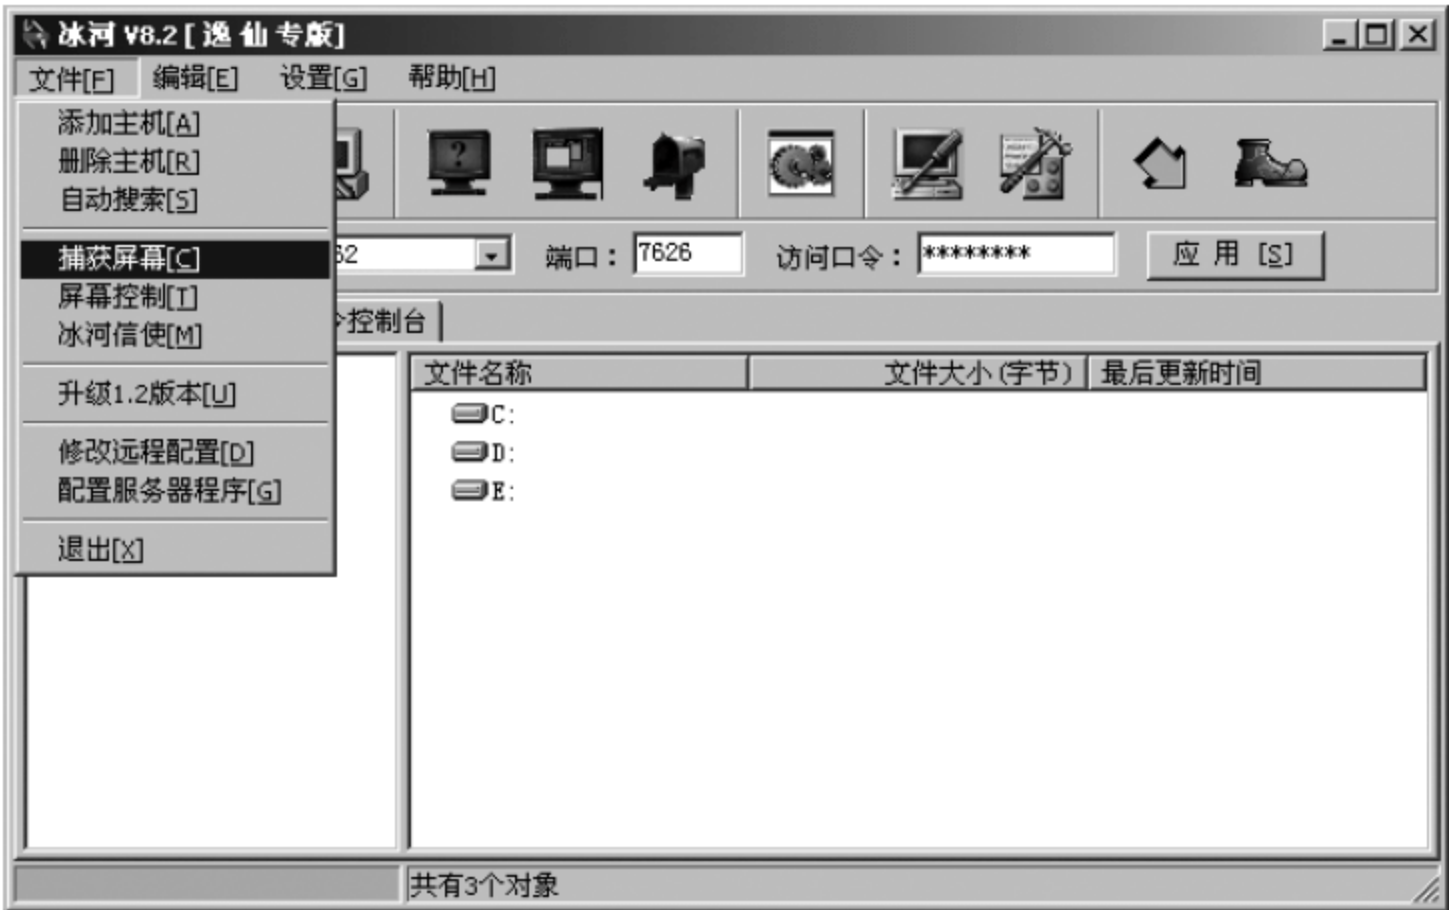 冰河 V8.2 [ 逸 仙 专版]
文件[F] 编辑[E] 设置[G] 帮助[H]
添加主机[A]
删除主机[R]
自动搜索[S]
捕获屏幕[C]
屏幕控制[T]
冰河信使[M]
升级1.2版本[U]
修改远程配置[D]
配置服务器程序[G]
退出[X]
62 端口： 7626 访问口令： ******** 应 用 [S]
令控制台
文件名称 文件大小(字节) 最后更新时间
C:
D:
E:
共有3个对象